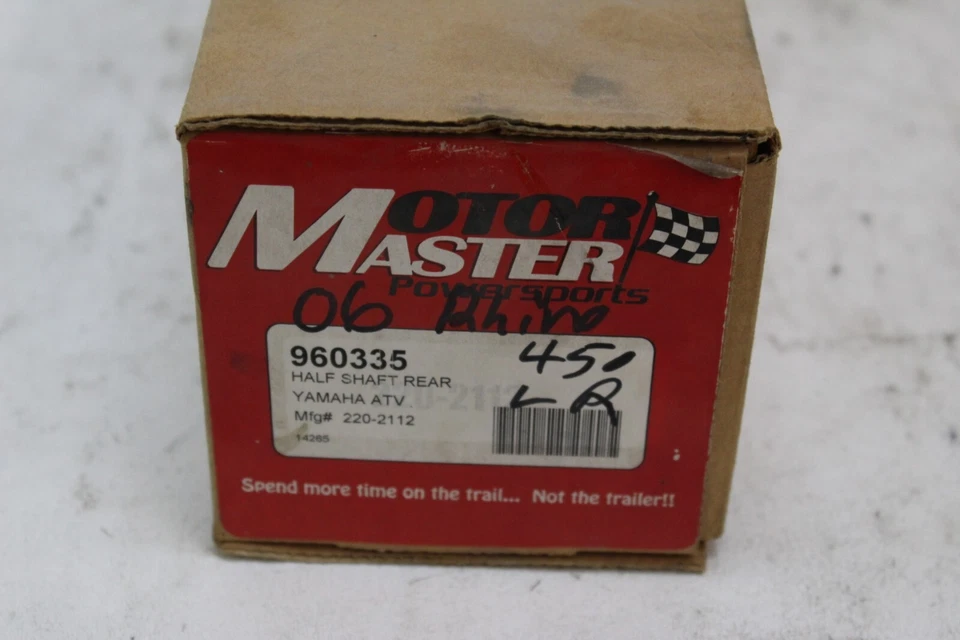 MOTOR
MASTER
Powersports
06 Rhino
960335
450
HALF SHAFT REAR
YAMAHA ATV
LR
Mfg# 220-2112
14265
Spend more time on the trail... Not the trailer!!